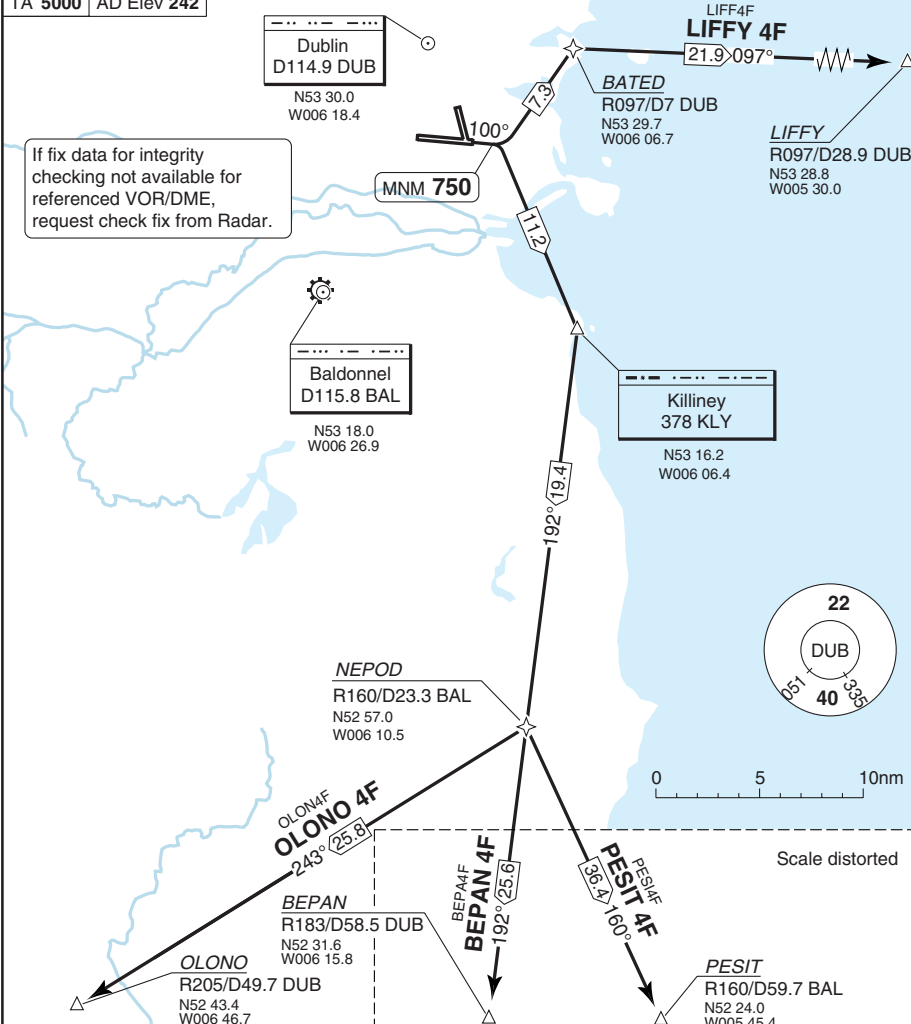 TA 5000 AD Elev 242
Dublin
D114.9 DUB
N53 30.0
W006 18.4
LIFF4F
LIFFY 4F
21.9 097°
BATED
R097/D7 DUB
N53 29.7
W006 06.7
LIFFY
R097/D28.9 DUB
N53 28.8
W005 30.0
7.3
100°
If fix data for integrity
checking not available for
referenced VOR/DME,
request check fix from Radar.
MNM 750
11.2
Baldonnel
D115.8 BAL
N53 18.0
W006 26.9
Killiney
378 KLY
N53 16.2
W006 06.4
192° 19.4
22
DUB
051
335
40
NEPOD
R160/D23.3 BAL
N52 57.0
W006 10.5
0 5 10nm
OLON4F
OLONO 4F
243° 25.8
Scale distorted
BEPA4F
BEPAN 4F
192° 25.6
PESI4F
PESIT 4F
36.4 160°
BEPAN
R183/D58.5 DUB
N52 31.6
W006 15.8
OLONO
R205/D49.7 DUB
N52 43.4
W006 46.7
PESIT
R160/D59.7 BAL
N52 24.0
W005 45.4